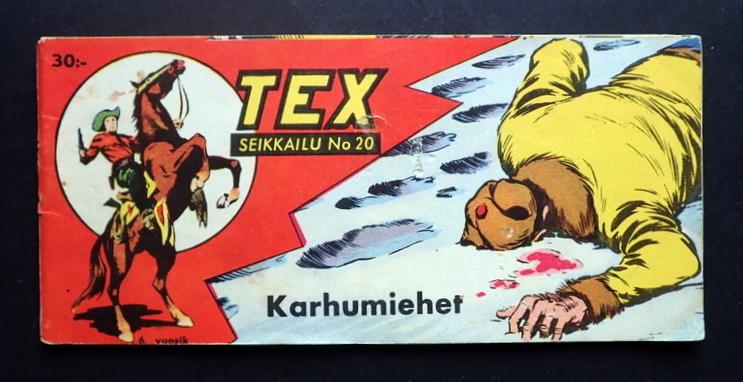 30:-
TEX
SEIKKAILU No 20
Karhumiehet
6. vuosik